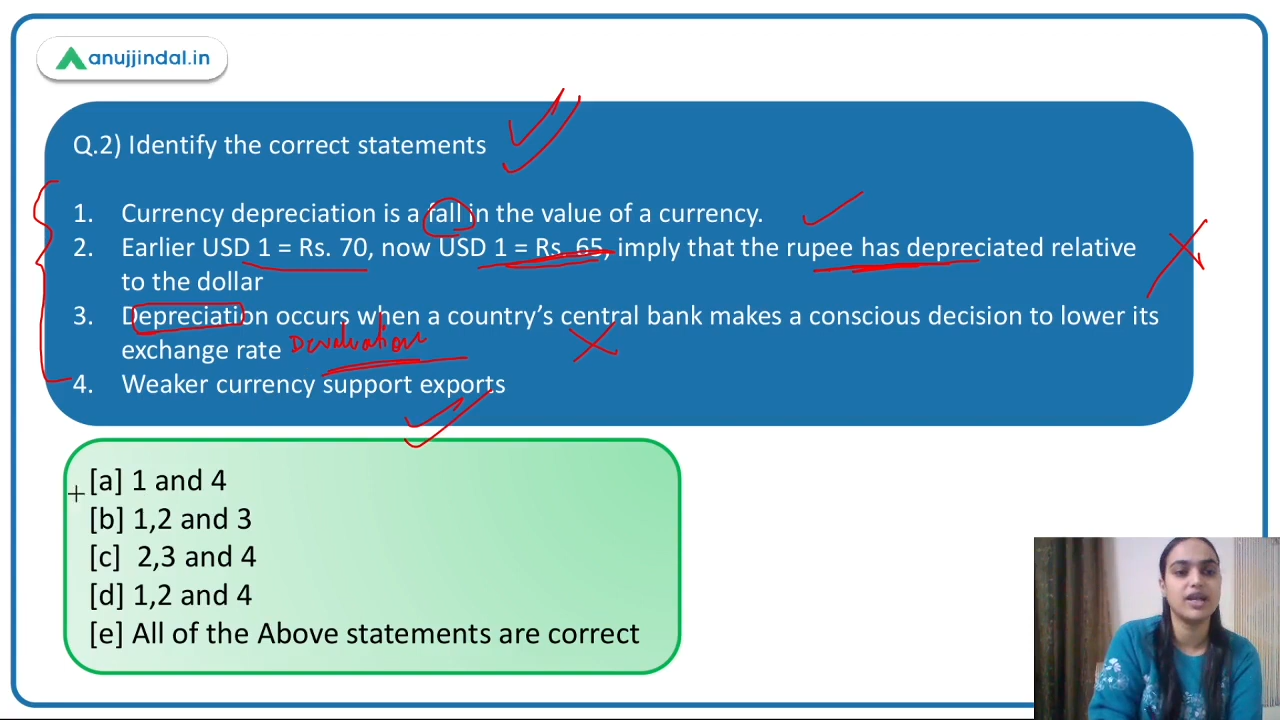 anujjindal.in
Q.2) Identify the correct statements
1. Currency depreciation is a fall in the value of a currency.
2. Earlier USD 1 = Rs. 70, now USD 1 = Rs. 65, imply that the rupee has depreciated relative
to the dollar
3. Depreciation occurs when a country’s central bank makes a conscious decision to lower its
exchange rate Devaluation
4. Weaker currency support exports
[a] 1 and 4
[b] 1,2 and 3
[c] 2,3 and 4
[d] 1,2 and 4
[e] All of the Above statements are correct